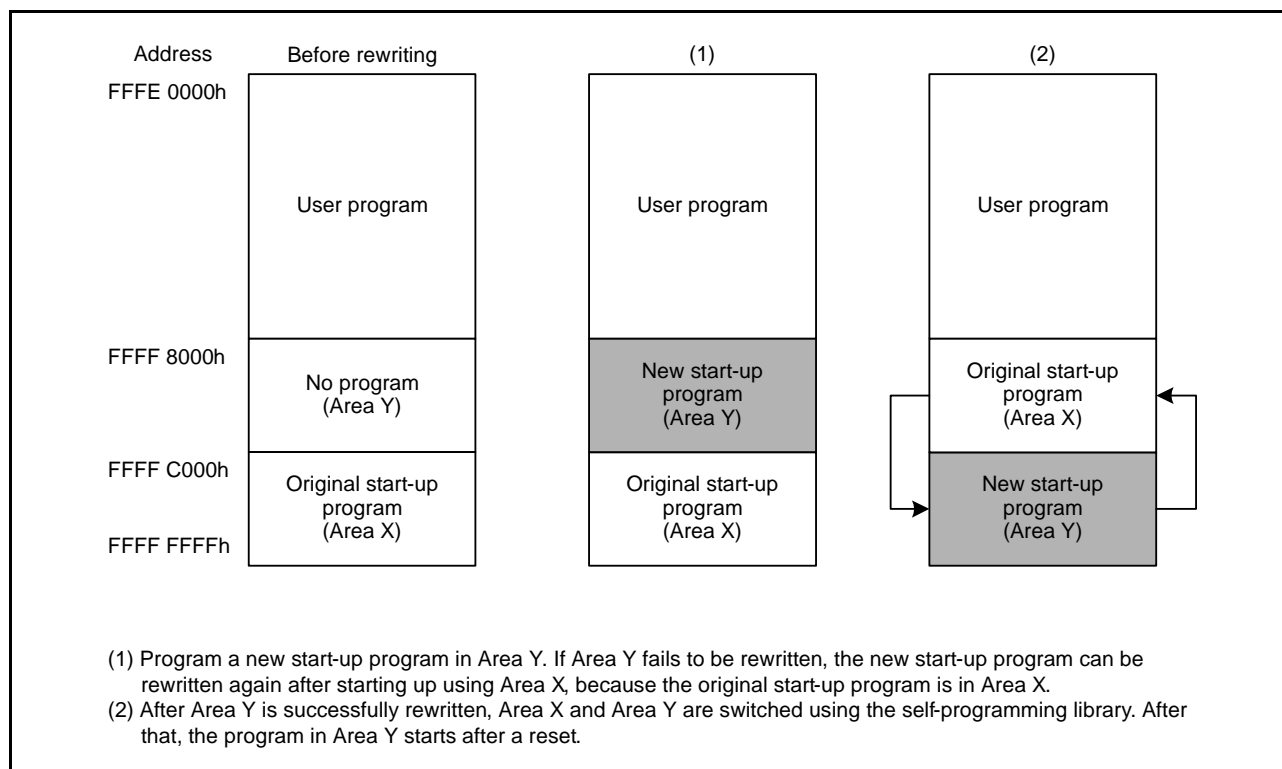 Address
Before rewriting
(1)
(2)
FFFE 0000h
User program
User program
User program
FFFF 8000h
No program
(Area Y)
New start-up
program
(Area Y)
Original start-up
program
(Area X)
FFFF C000h
Original start-up
program
(Area X)
Original start-up
program
(Area X)
New start-up
program
(Area Y)
FFFF FFFFh
(1) Program a new start-up program in Area Y. If Area Y fails to be rewritten, the new start-up program can be
rewritten again after starting up using Area X, because the original start-up program is in Area X.
(2) After Area Y is successfully rewritten, Area X and Area Y are switched using the self-programming library. After
that, the program in Area Y starts after a reset.